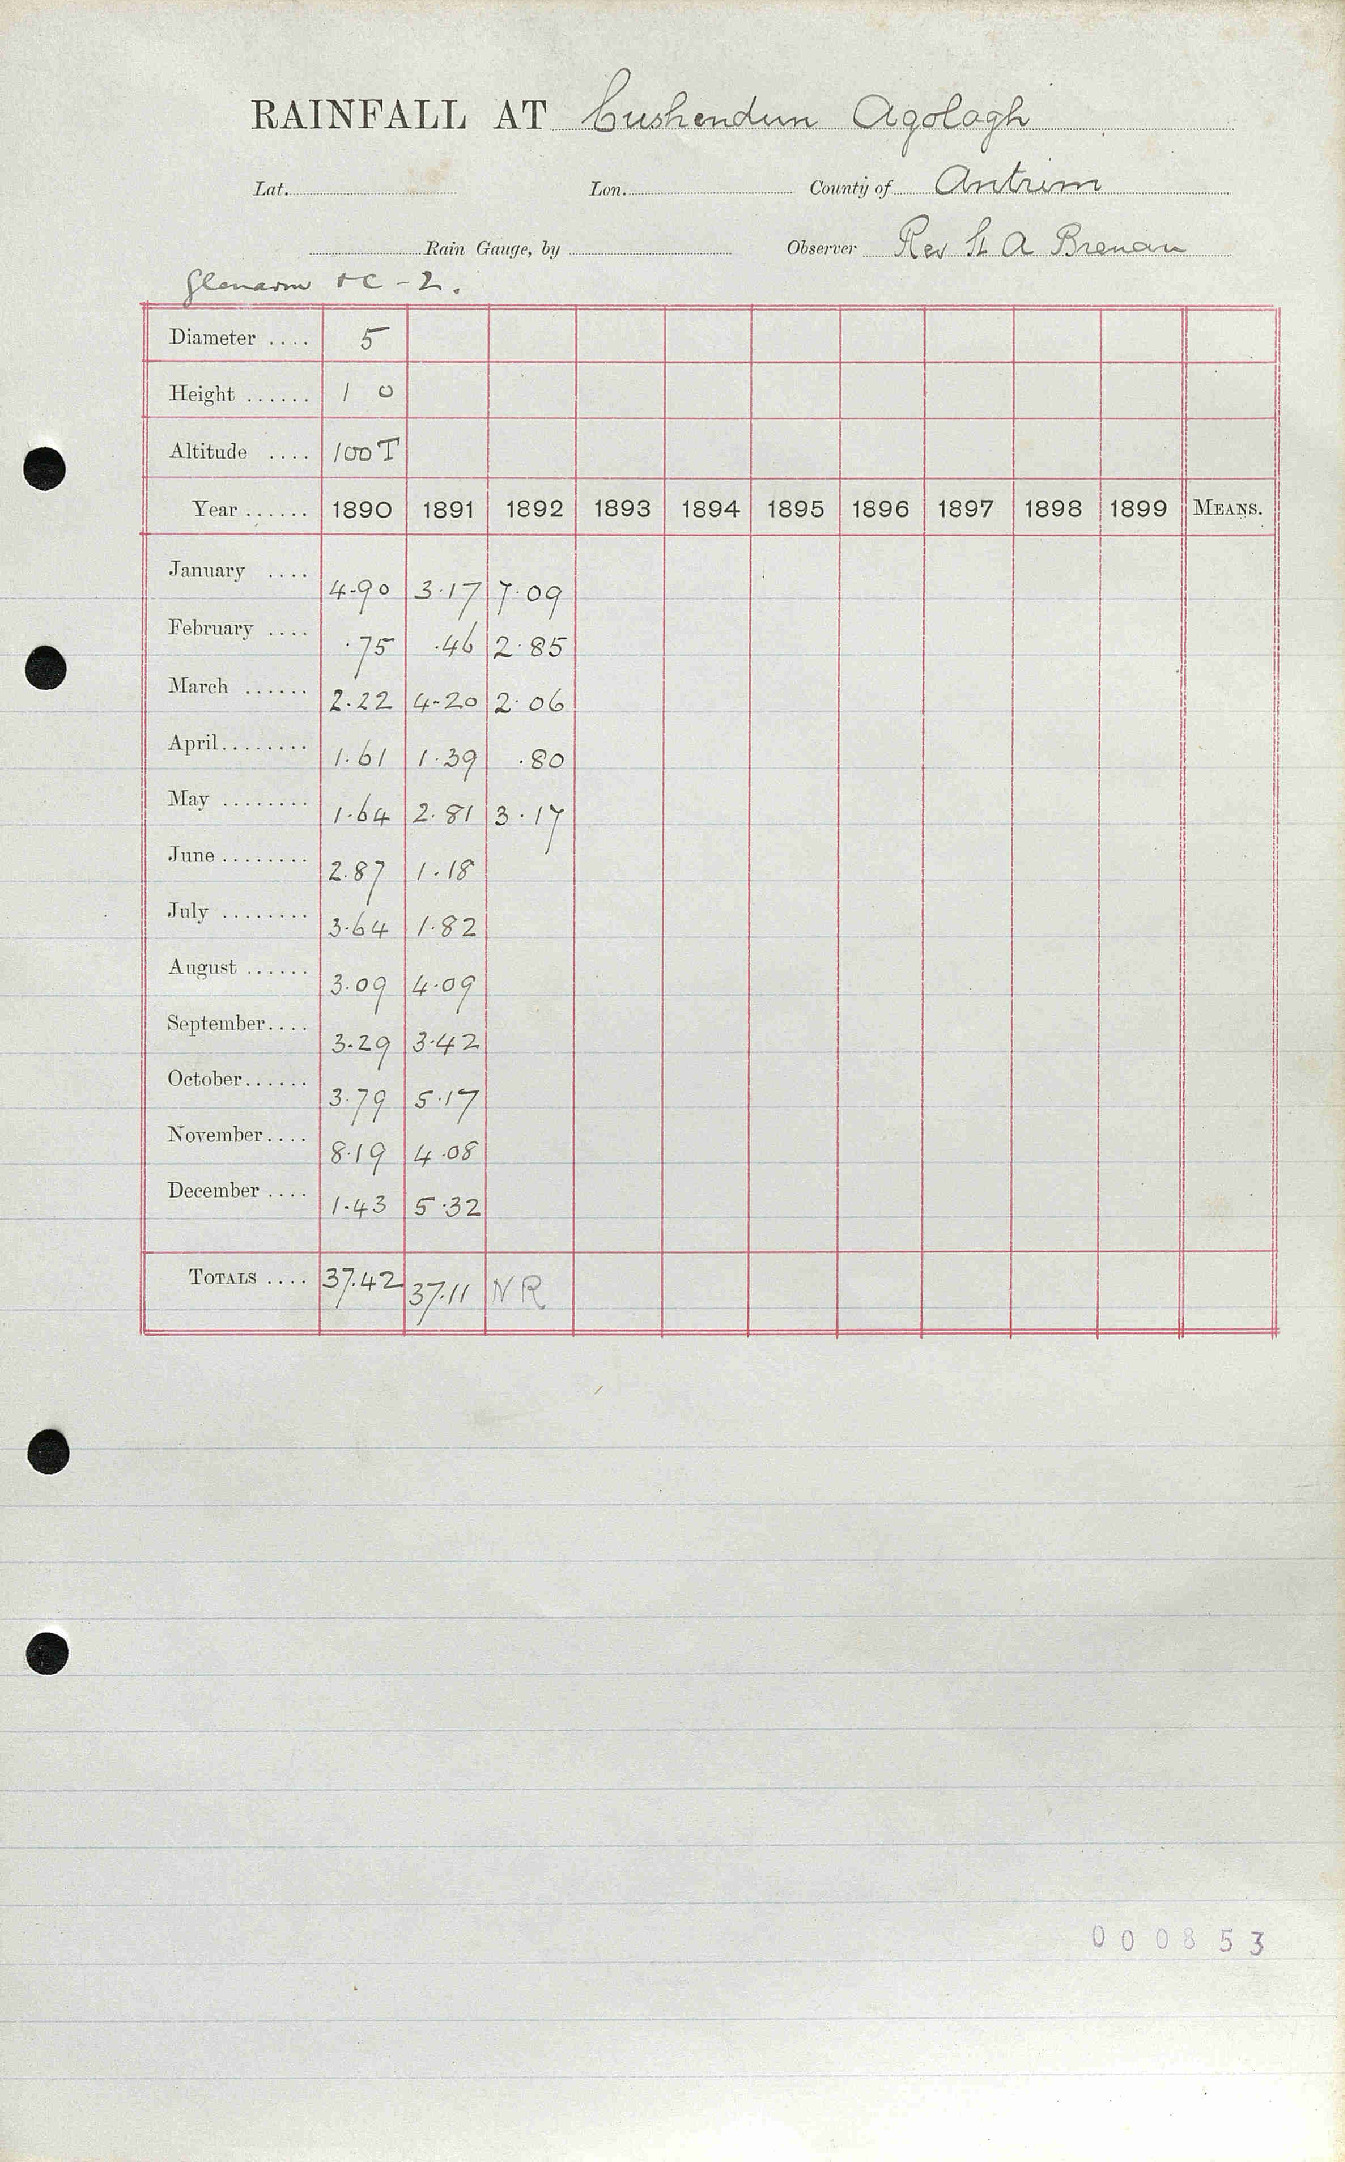 RAINFALL AT Cushendun Agolagh
Lat. Lon. County of Antrim
Rain Gauge, by Observer Rev S A Brenan
Glenarm +C - 2.
Diameter .... 5
Height ...... 1 0
Altitude .... 100 T
Year ...... 1890 1891 1892 1893 1894 1895 1896 1897 1898 1899 MEANS.
January .... 4.90 3.17 7.09
February .... .75 .46 2.85
March ...... 2.22 4.20 2.06
April........ 1.61 1.39 .80
May ........ 1.64 2.81 3.17
June ........ 2.87 1.18
July ........ 3.64 1.82
August ...... 3.09 4.09
September.... 3.29 3.42
October...... 3.79 5.17
November.... 8.19 4.08
December .... 1.43 5.32
TOTALS .... 37.42 37.11 NR
000853